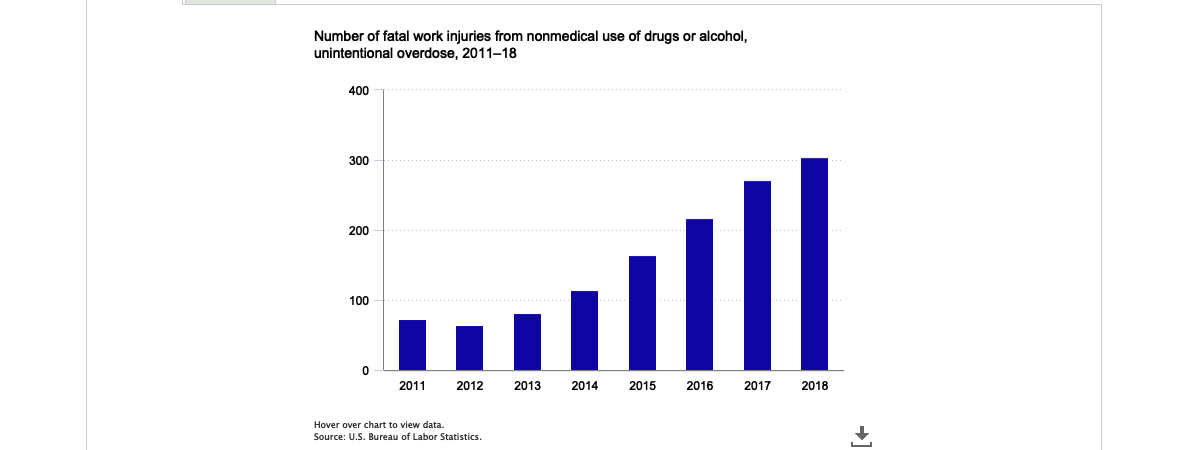 Number of fatal work injuries from nonmedical use of drugs or alcohol,
unintentional overdose, 2011–18
400
300
200
100
0
2011 2012 2013 2014 2015 2016 2017 2018
Hover over chart to view data.
Source: U.S. Bureau of Labor Statistics.